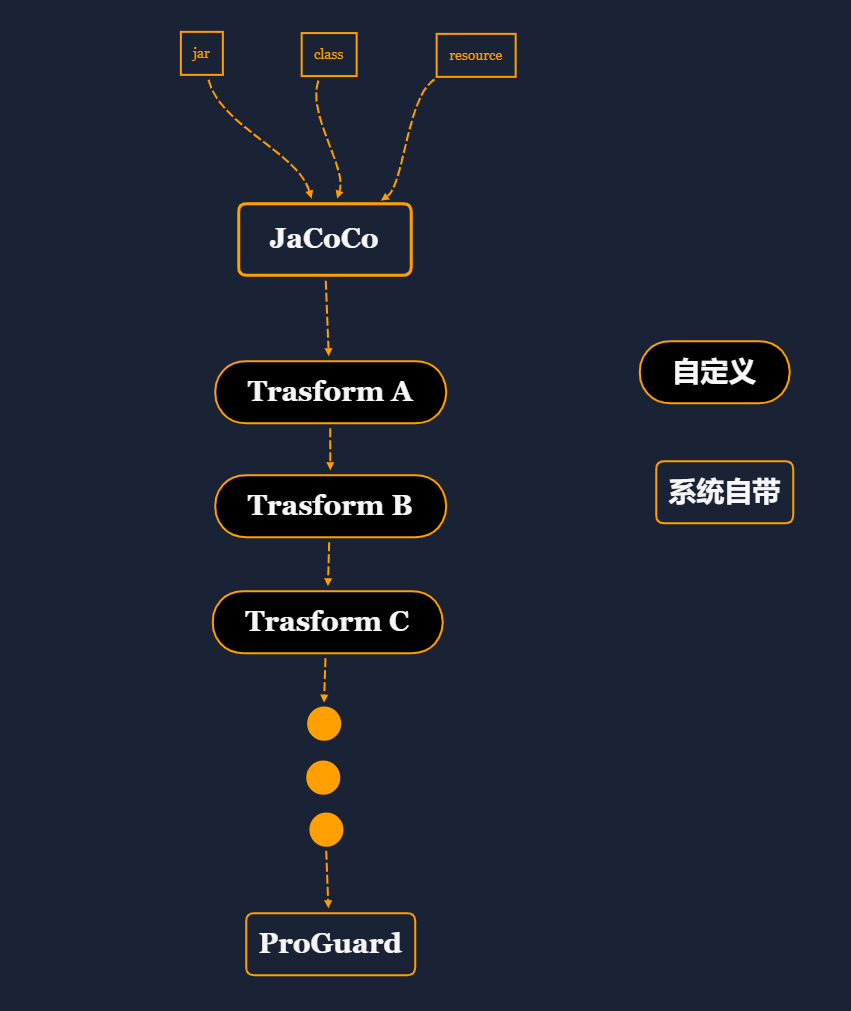 jar
class
resource
JaCoCo
Trasform A
自定义
Trasform B
系统自带
Trasform C
ProGuard